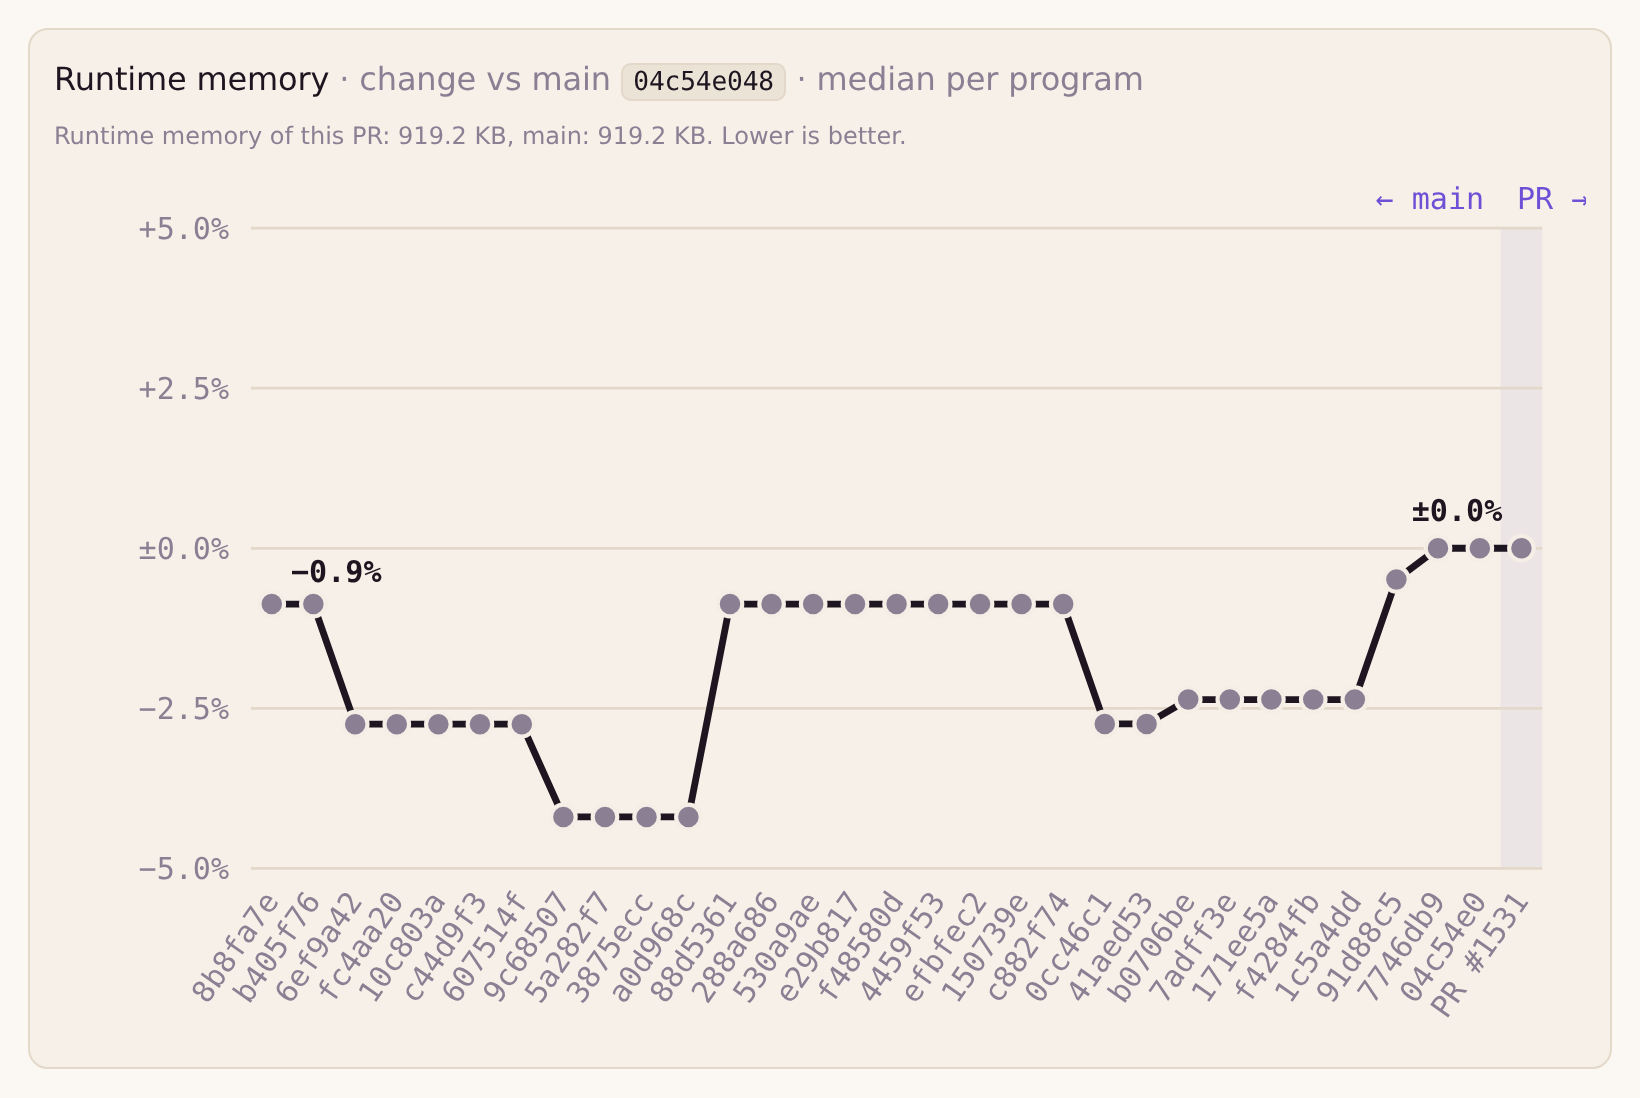 Runtime memory · change vs main 04c54e048 · median per program
Runtime memory of this PR: 919.2 KB, main: 919.2 KB. Lower is better.
← main PR →
+5.0%
+2.5%
±0.0%
±0.0%
−0.9%
−2.5%
−5.0%
8b8fa7e
b405f76
6ef9a42
fc4aa20
10c803a
c44d9f3
607514f
9c68507
5a282f7
3875ecc
a0d968c
88d5361
288a686
530a9ae
e29b817
f48580d
4459f53
efbfec2
150739e
c882f74
0cc46c1
41aed53
b0706be
7adff3e
171ee5a
f4284fb
1c5a4dd
91d88c5
7746db9
04c54e0
PR #1531